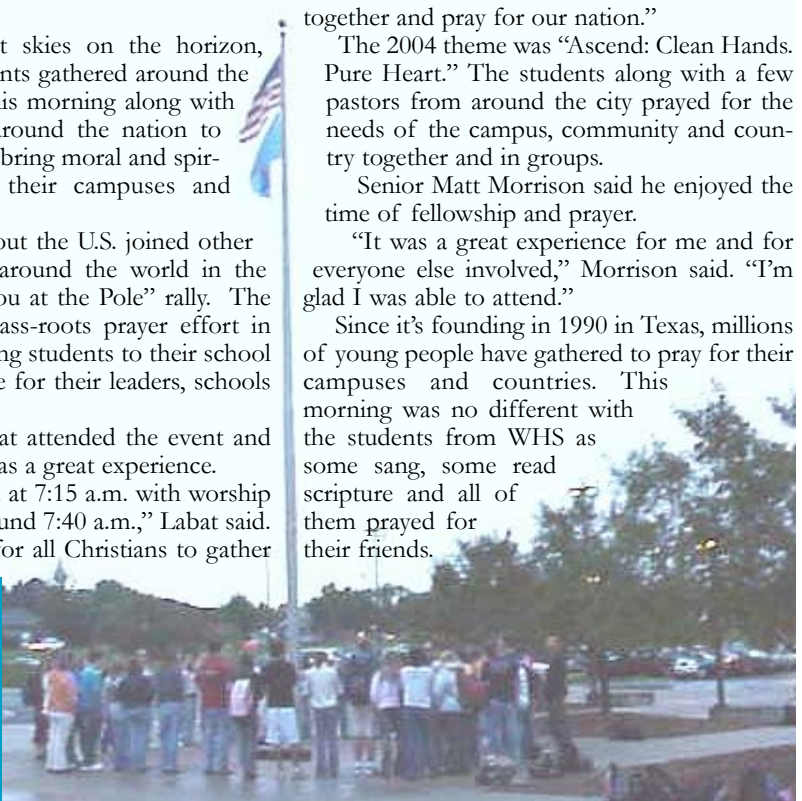 t skies on the horizon,
nts gathered around the
is morning along with
round the nation to
bring moral and spir-
their campuses and
out the U.S. joined other
around the world in the
ou at the Pole” rally. The
ass-roots prayer effort in
ng students to their school
e for their leaders, schools
at attended the event and
as a great experience.
at 7:15 a.m. with worship
und 7:40 a.m.,” Labat said.
for all Christians to gather
together and pray for our nation.”
The 2004 theme was “Ascend: Clean Hands.
Pure Heart.” The students along with a few
pastors from around the city prayed for the
needs of the campus, community and coun-
try together and in groups.
Senior Matt Morrison said he enjoyed the
time of fellowship and prayer.
“It was a great experience for me and for
everyone else involved,” Morrison said. “I’m
glad I was able to attend.”
Since it’s founding in 1990 in Texas, millions
of young people have gathered to pray for their
campuses and countries. This
morning was no different with
the students from WHS as
some sang, some read
scripture and all of
them prayed for
their friends.